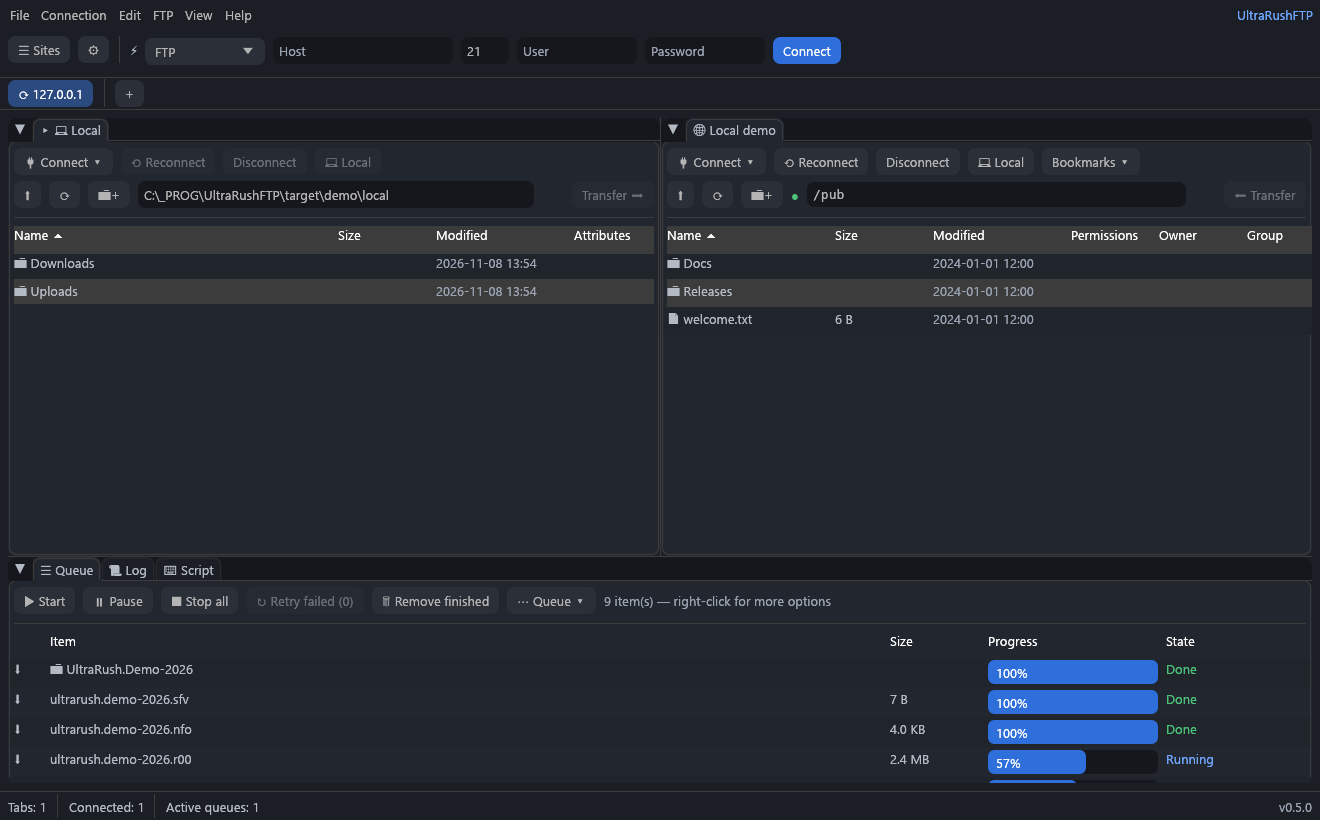 File Connection Edit FTP View Help UltraRushFTP
Sites FTP Host 21 User Password Connect
127.0.0.1 +
Local Local demo
Connect Reconnect Disconnect Local Connect Reconnect Disconnect Local Bookmarks
C:\_PROG\UltraRushFTP\target\demo\local Transfer /pub Transfer
Name Size Modified Attributes Name Size Modified Permissions Owner Group
Downloads 2026-11-08 13:54 Docs 2024-01-01 12:00
Uploads 2026-11-08 13:54 Releases 2024-01-01 12:00
welcome.txt 6 B 2024-01-01 12:00
Queue Log Script
Start Pause Stop all Retry failed (0) Remove finished ··· Queue 9 item(s) — right-click for more options
Item Size Progress State
UltraRush.Demo-2026 100% Done
ultrarush.demo-2026.sfv 7 B 100% Done
ultrarush.demo-2026.nfo 4.0 KB 100% Done
ultrarush.demo-2026.r00 2.4 MB 57% Running
Tabs: 1 Connected: 1 Active queues: 1 v0.5.0